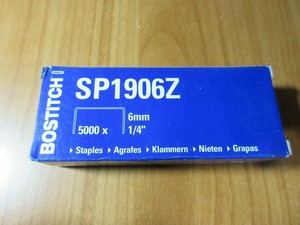 BOSTITCH
SP1906Z
6mm
5000 x 1/4"
Staples Agrafes Klammern Nieten Grapas